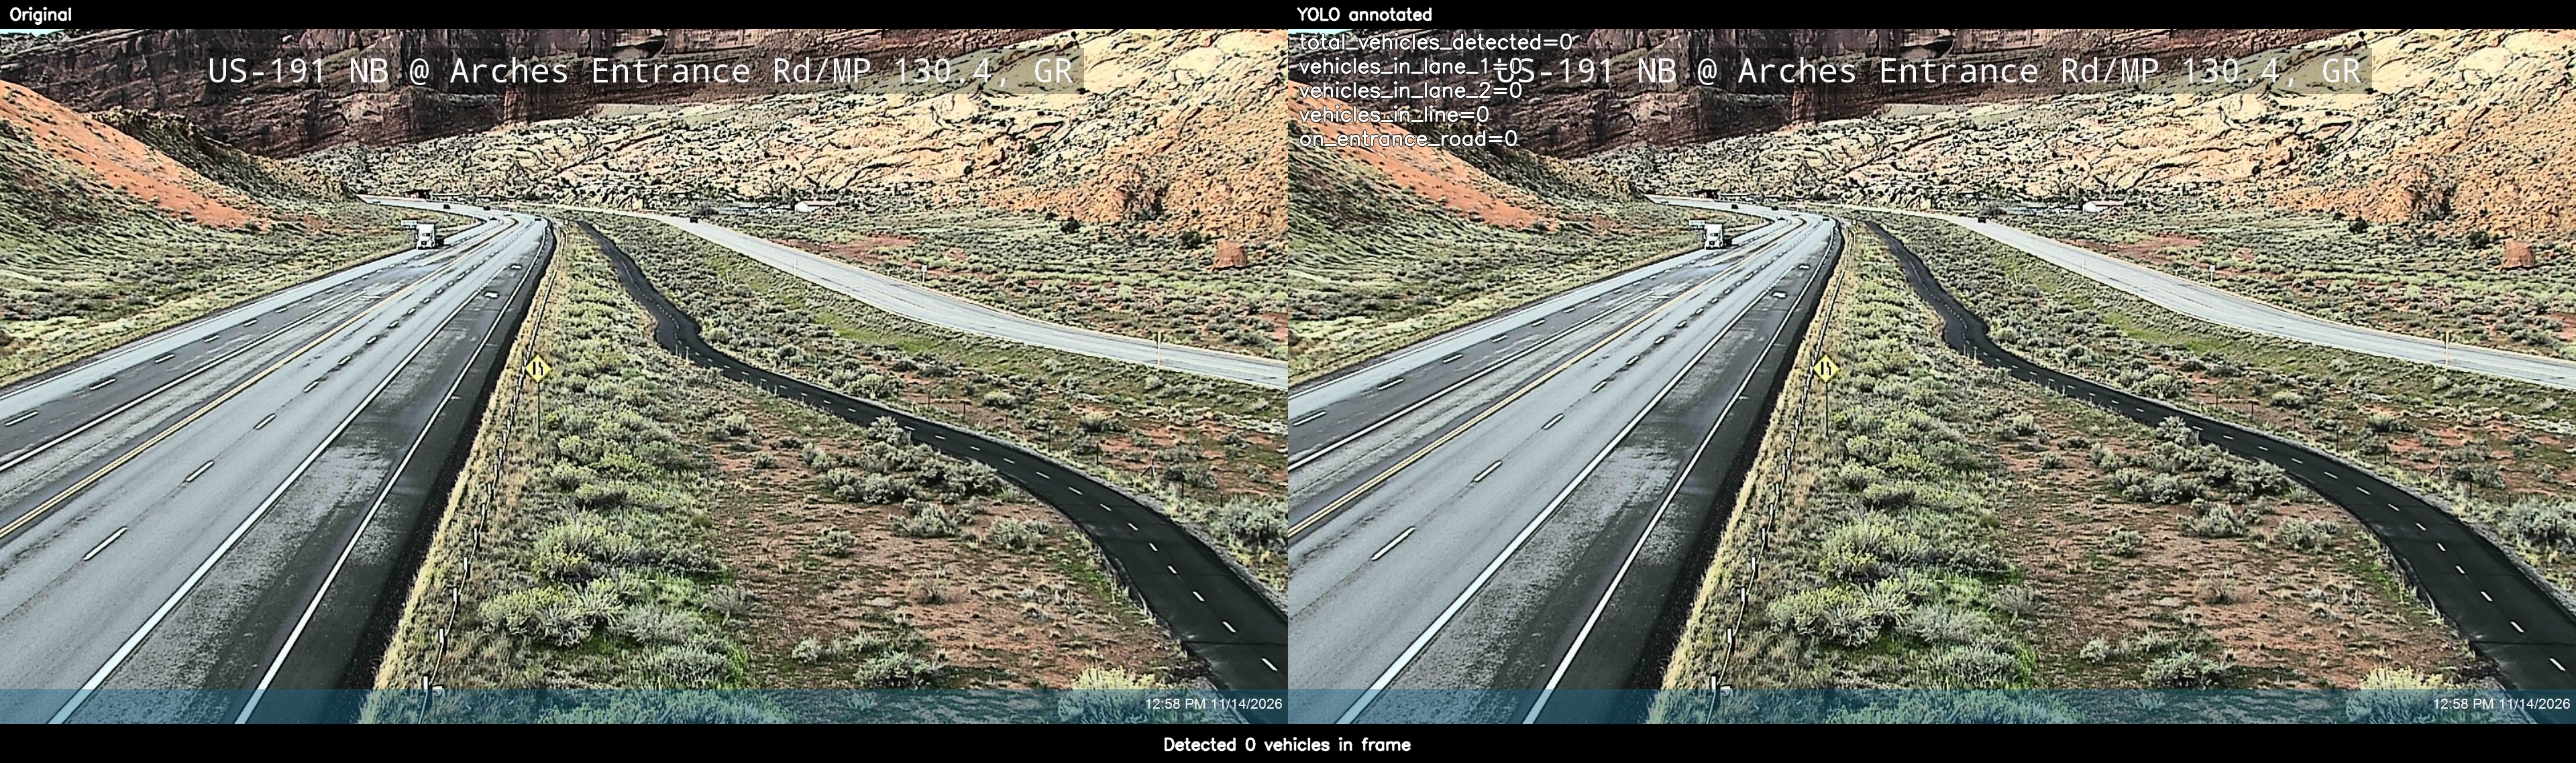 Original
US-191 NB @ Arches Entrance Rd/MP 130.4, GR
12:58 PM 11/14/2026
YOLO annotated
total_vehicles_detected=0
vehicles_in_lane_1=0
vehicles_in_lane_2=0
vehicles_in_line=0
on_entrance_road=0
US-191 NB @ Arches Entrance Rd/MP 130.4, GR
12:58 PM 11/14/2026
Detected 0 vehicles in frame